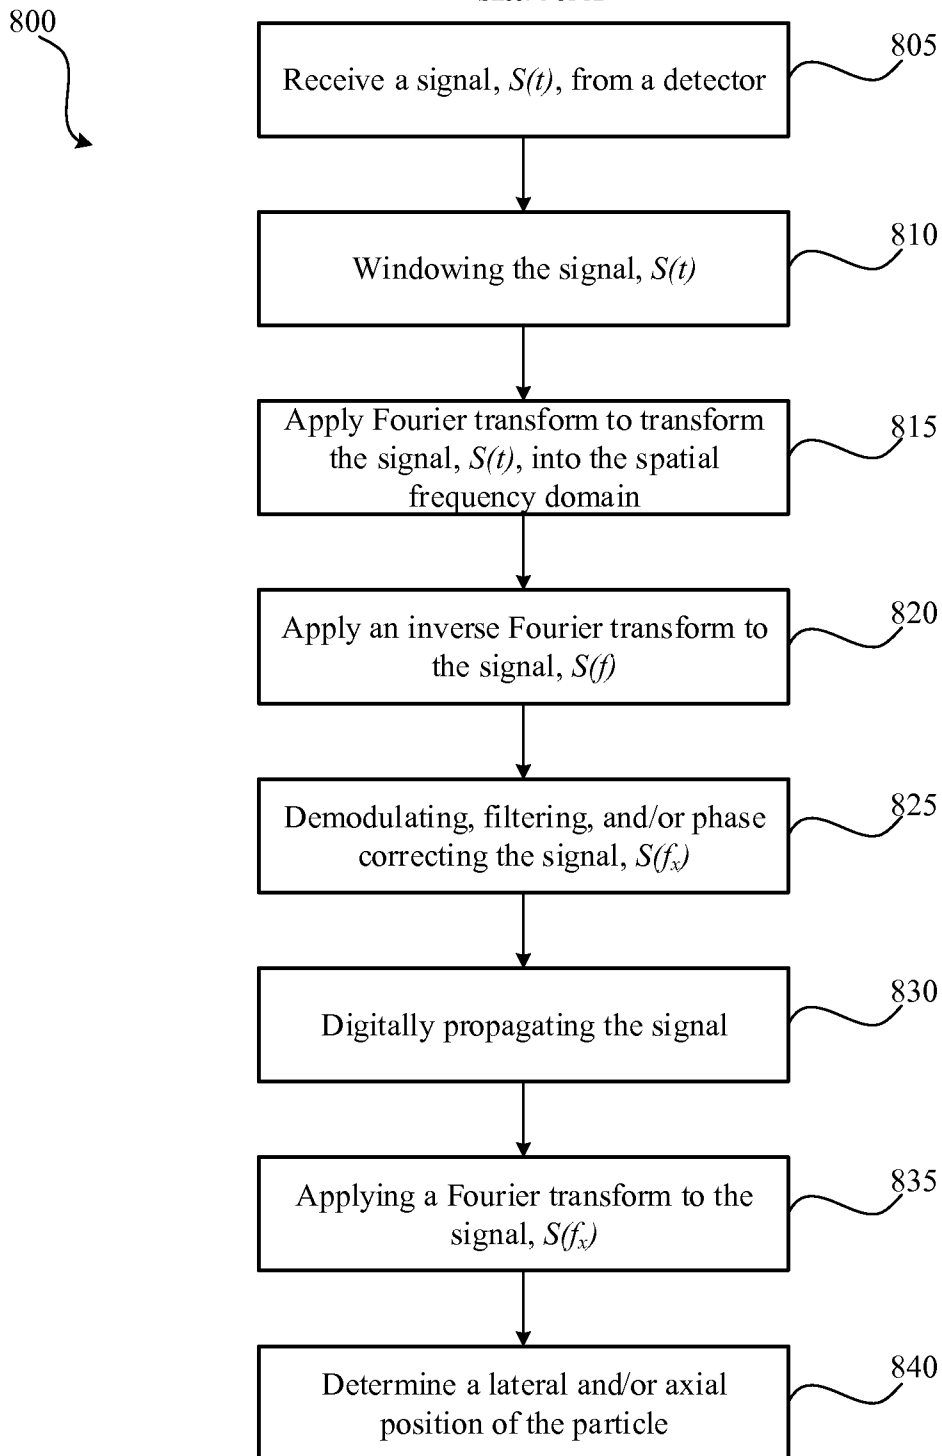 800
805
Receive a signal, S(t), from a detector
810
Windowing the signal, S(t)
815
Apply Fourier transform to transform
the signal, S(t), into the spatial
frequency domain
820
Apply an inverse Fourier transform to
the signal, S(f)
825
Demodulating, filtering, and/or phase
correcting the signal, S(fₓ)
830
Digitally propagating the signal
835
Applying a Fourier transform to the
signal, S(fₓ)
840
Determine a lateral and/or axial
position of the particle